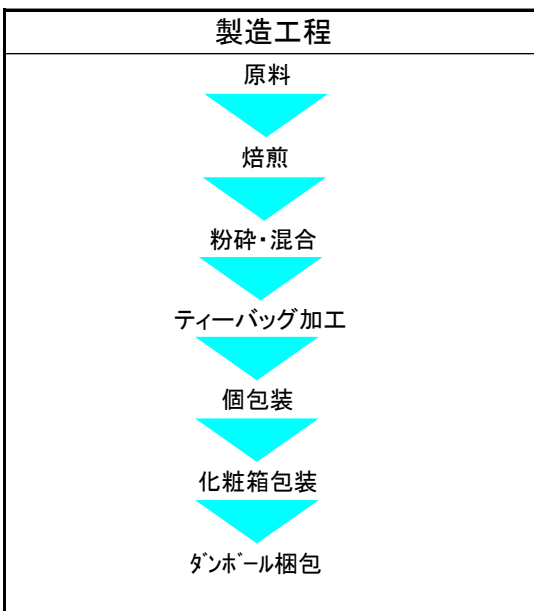 製造工程
原料
焙煎
粉砕・混合
ティーバッグ加工
個包装
化粧箱包装
ダンボール梱包